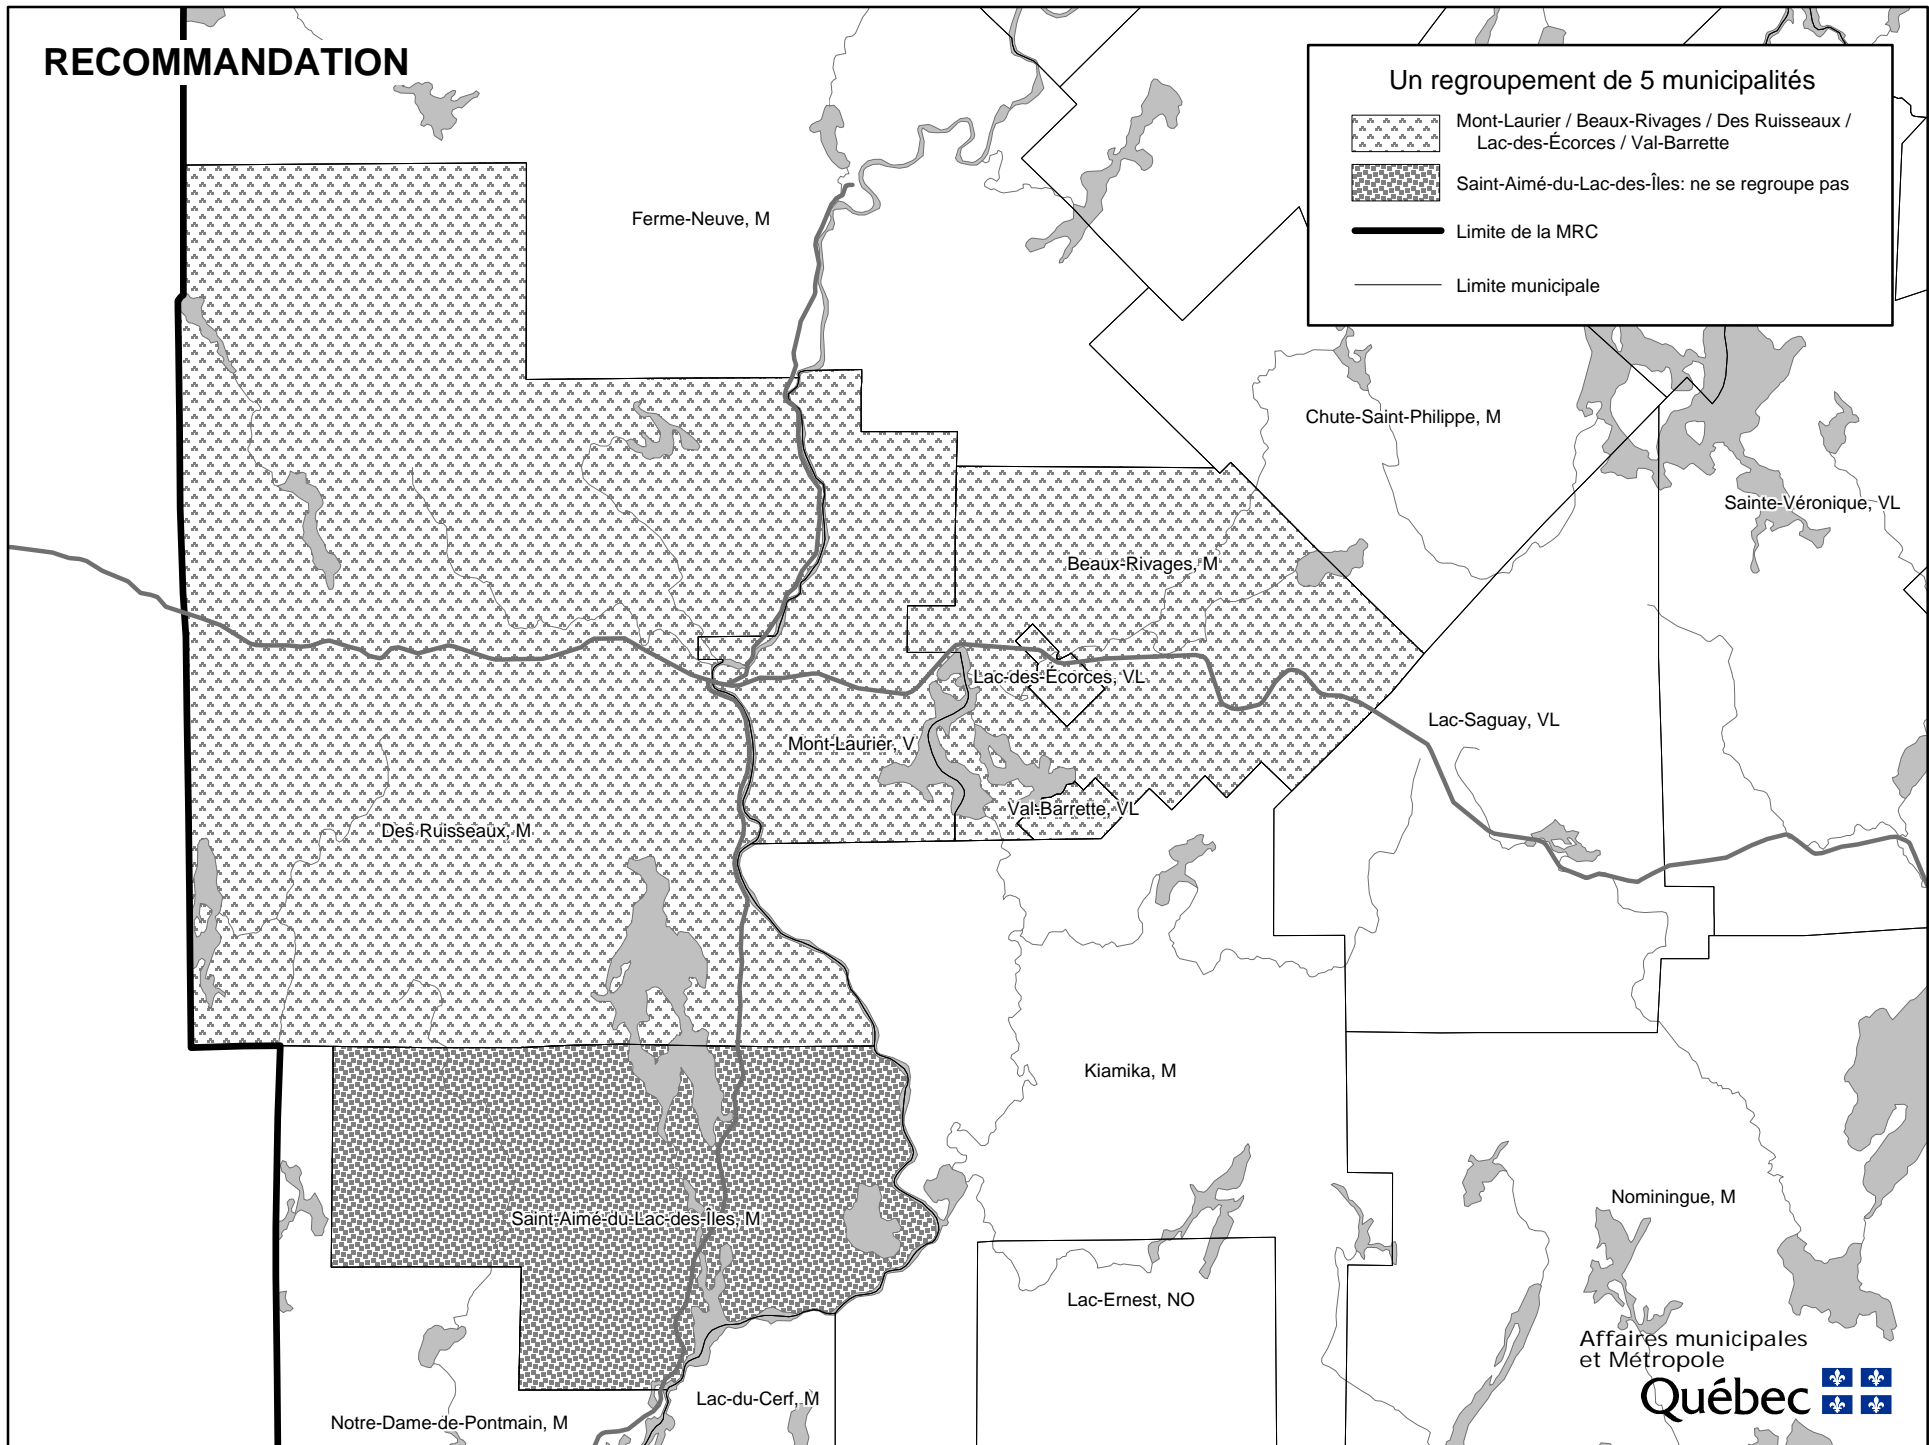 RECOMMANDATION
Un regroupement de 5 municipalités
Mont-Laurier / Beaux-Rivages / Des Ruisseaux /
Lac-des-Écorces / Val-Barrette
Saint-Aimé-du-Lac-des-Îles: ne se regroupe pas
Limite de la MRC
Limite municipale
Ferme-Neuve, M
Chute-Saint-Philippe, M
Sainte-Véronique, VL
Beaux-Rivages, M
Lac-des-Écorces, VL
Lac-Saguay, VL
Mont-Laurier, V
Val-Barrette, VL
Des Ruisseaux, M
Kiamika, M
Nominingue, M
Saint-Aimé-du-Lac-des-Îles, M
Lac-Ernest, NO
Lac-du-Cerf, M
Notre-Dame-de-Pontmain, M
Affaires municipales
et Métropole
Québec